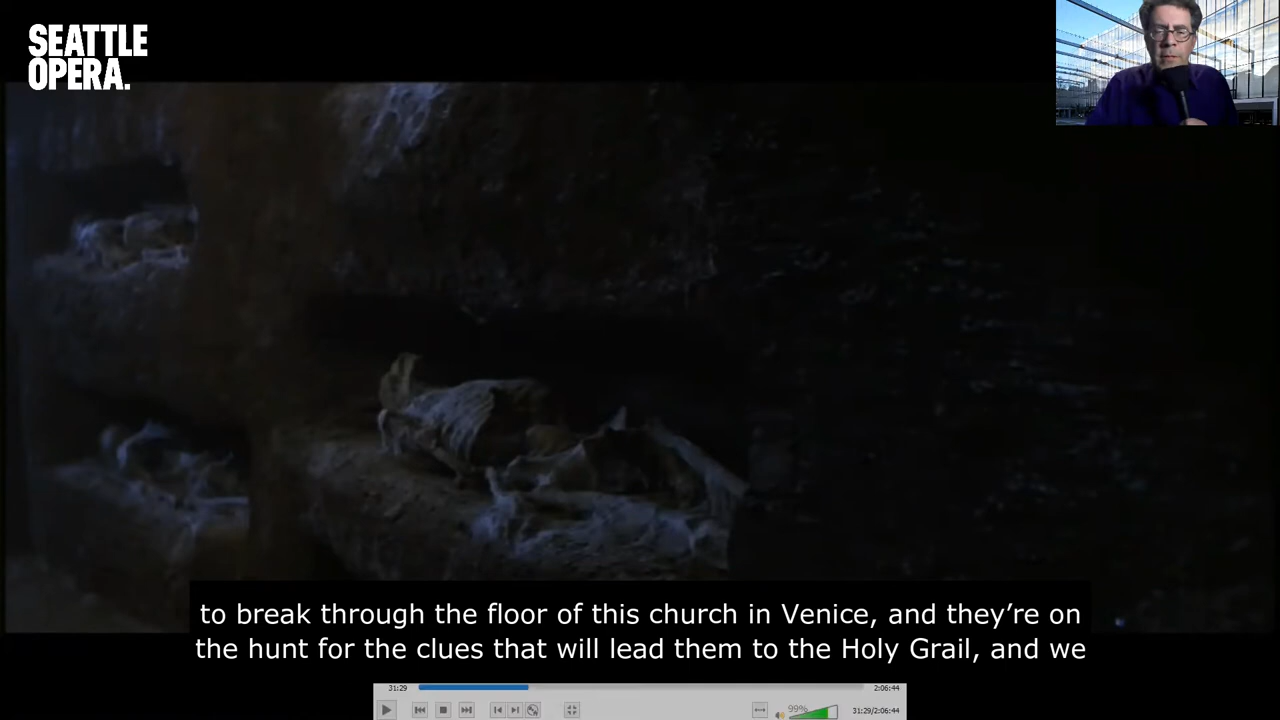 SEATTLE
OPERA.
to break through the floor of this church in Venice, and they’re on
the hunt for the clues that will lead them to the Holy Grail, and we
31:29
2:06:44
99%
31:29/2:06:44